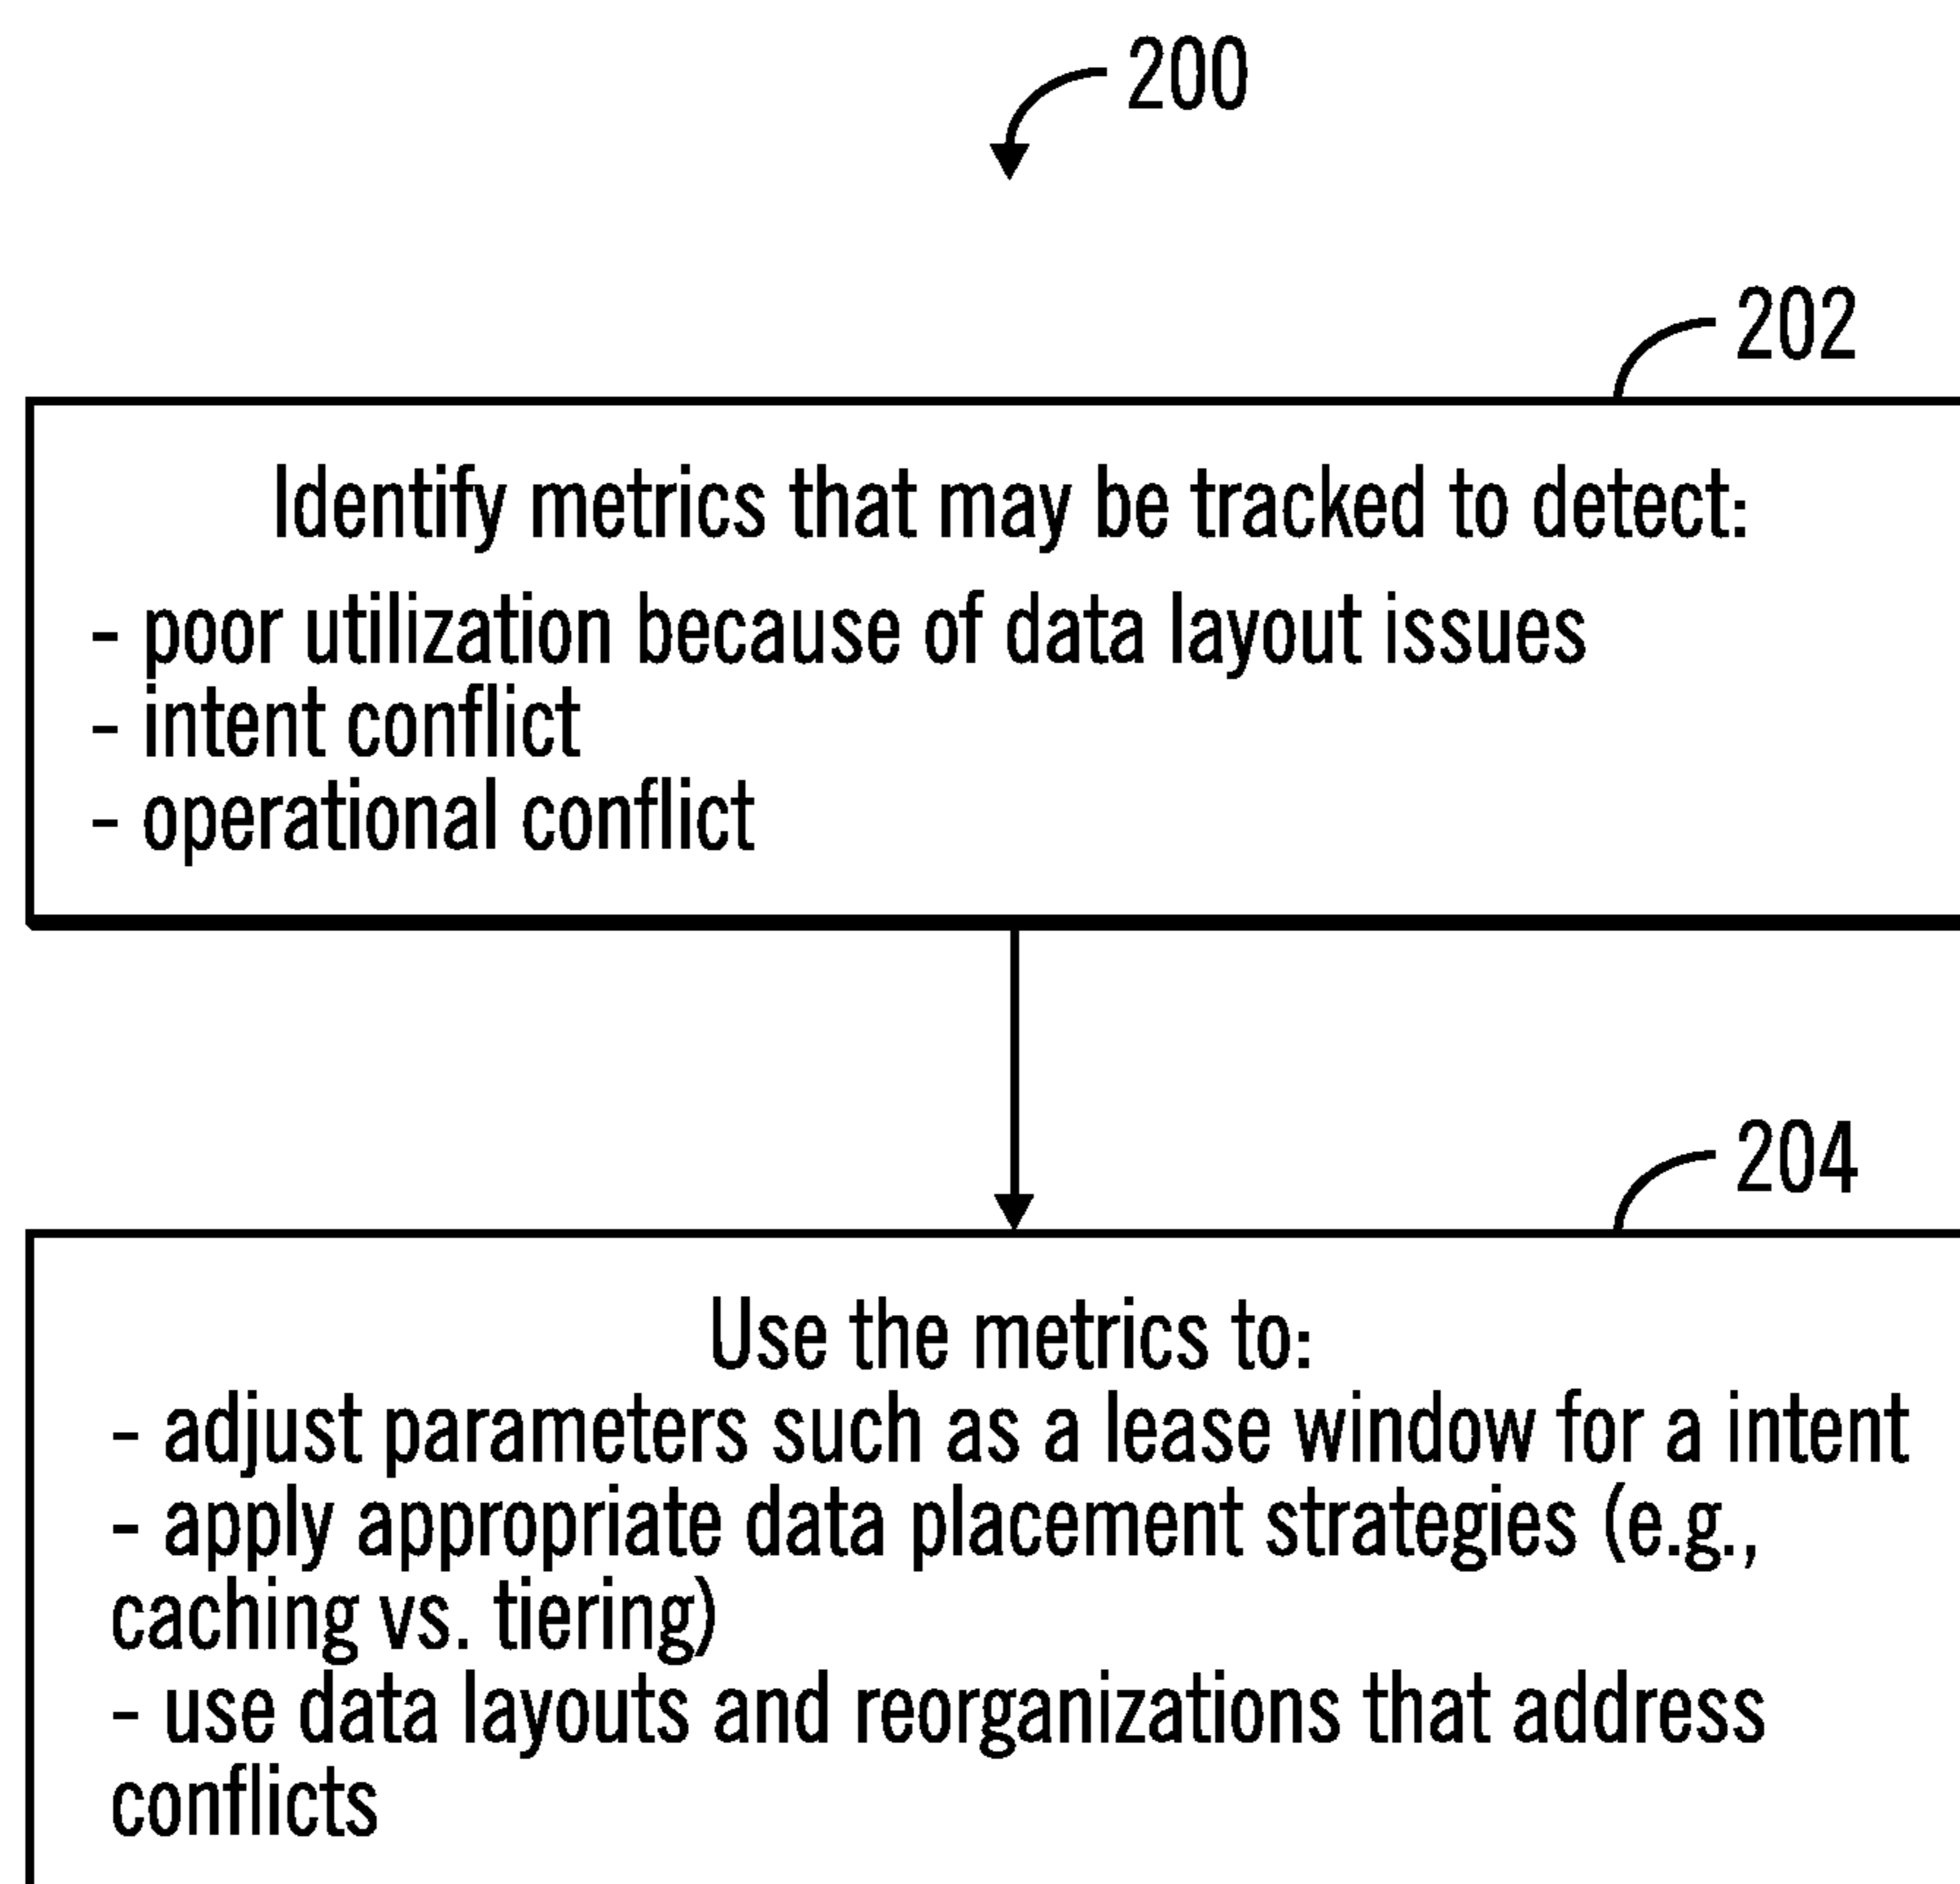 200
202
Identify metrics that may be tracked to detect:
- poor utilization because of data layout issues
- intent conflict
- operational conflict
204
Use the metrics to:
- adjust parameters such as a lease window for a intent
- apply appropriate data placement strategies (e.g.,
caching vs. tiering)
- use data layouts and reorganizations that address
conflicts